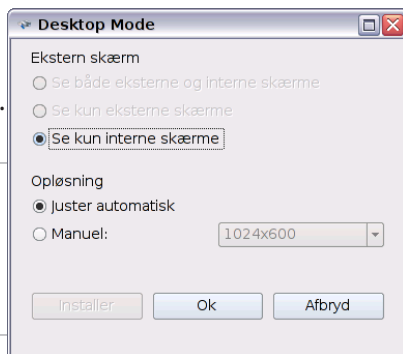 Desktop Mode
Ekstern skærm
Se både eksterne og interne skærme
Se kun eksterne skærme
Se kun interne skærme
Opløsning
Juster automatisk
Manuel: 1024x600
Installer Ok Afbryd